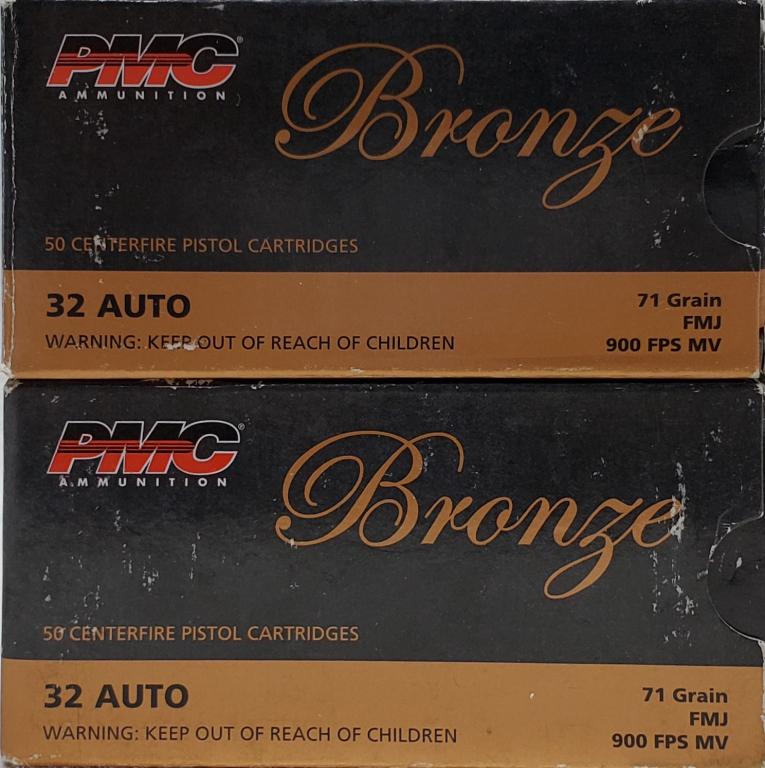 PMC®
AMMUNITION
Bronze
50 CENTERFIRE PISTOL CARTRIDGES
32 AUTO
WARNING: KEEP OUT OF REACH OF CHILDREN
71 Grain
FMJ
900 FPS MV
PMC®
AMMUNITION
Bronze
50 CENTERFIRE PISTOL CARTRIDGES
32 AUTO
WARNING: KEEP OUT OF REACH OF CHILDREN
71 Grain
FMJ
900 FPS MV